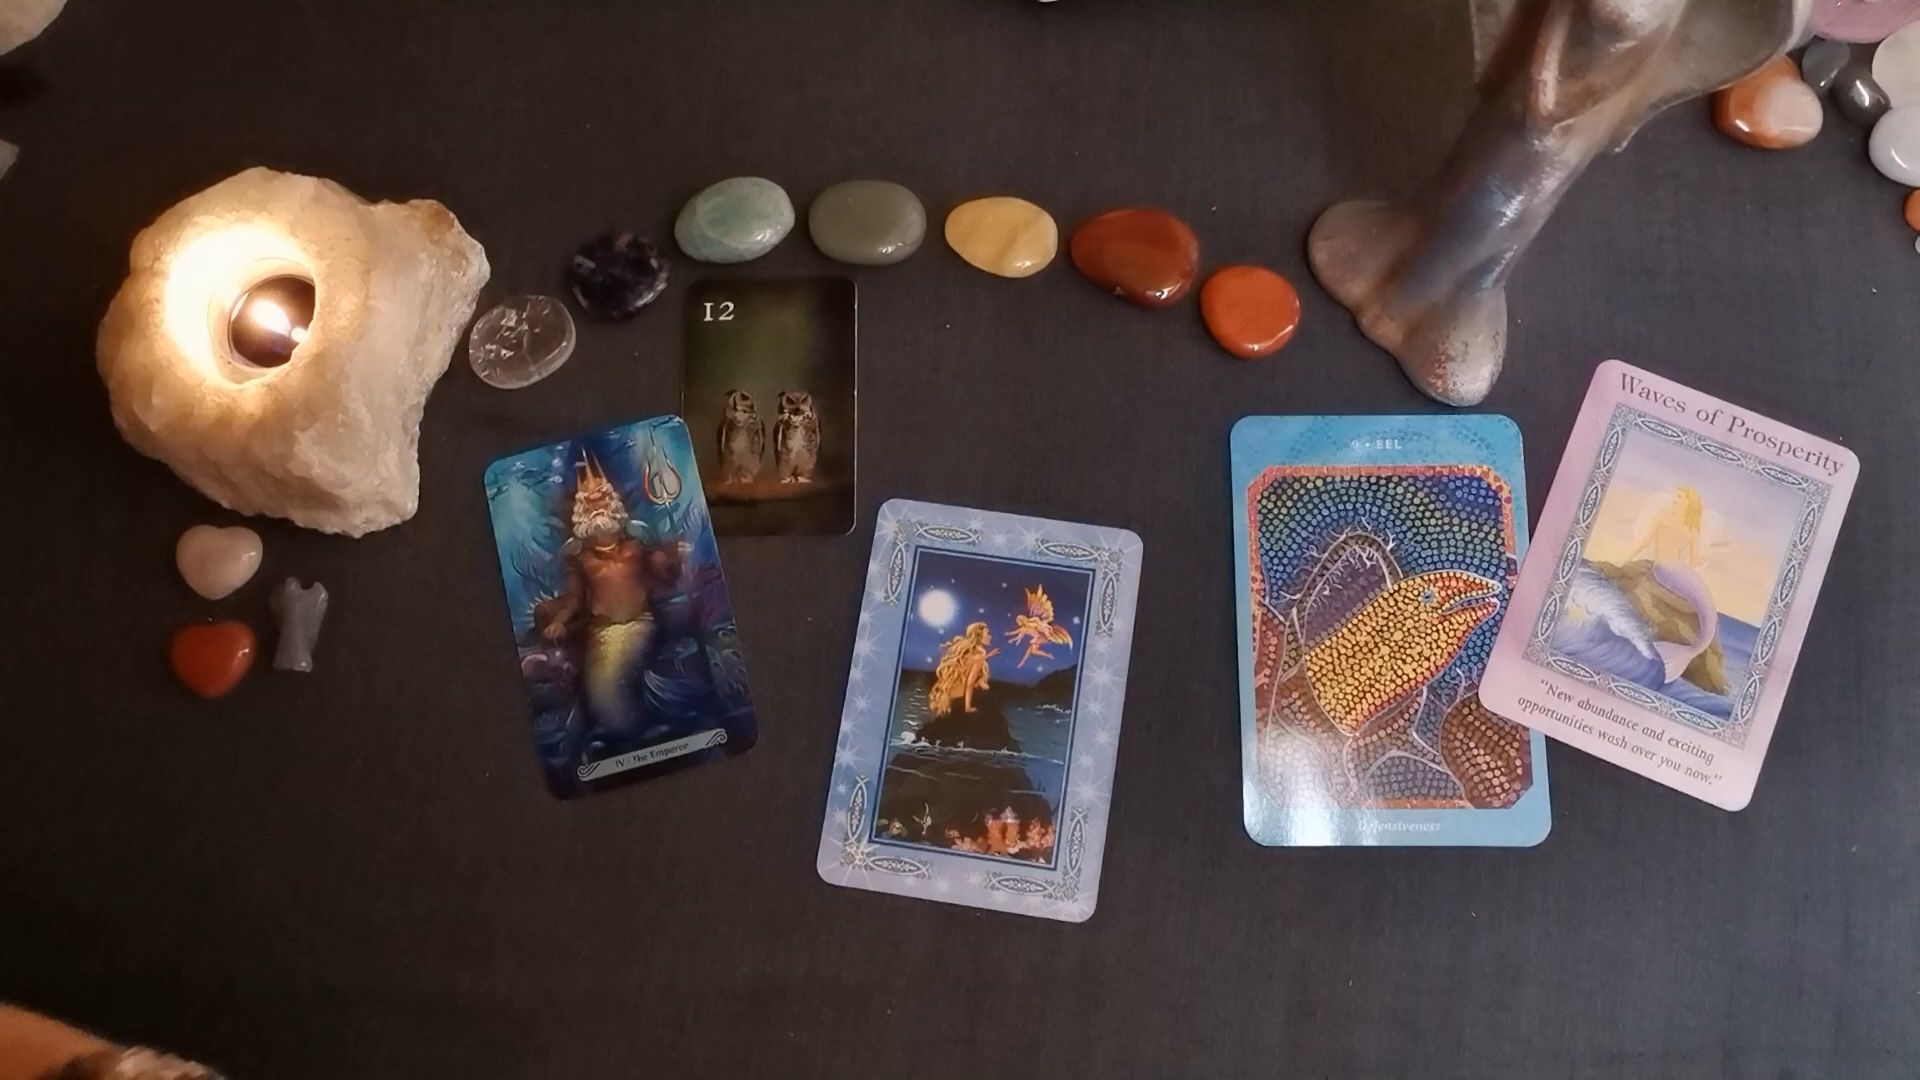 12
IV - The Emperor
9 • EEL
Defensiveness
Waves of Prosperity
"New abundance and exciting
opportunities wash over you now."